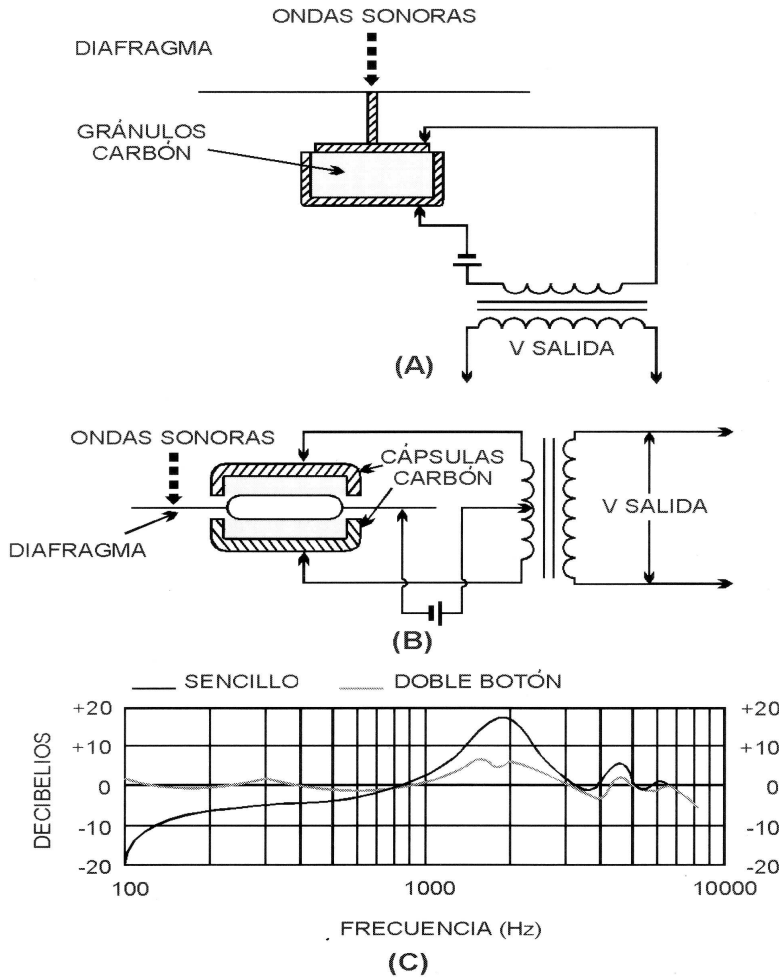 ONDAS SONORAS
DIAFRAGMA
GRÁNULOS
CARBÓN
V SALIDA
(A)
ONDAS SONORAS
CÁPSULAS
CARBÓN
V SALIDA
DIAFRAGMA
(B)
SENCILLO DOBLE BOTÓN
+20 +20
+10 +10
0 0
-10 -10
-20 -20
DECIBELIOS
100 1000 10000
FRECUENCIA (Hz)
(C)